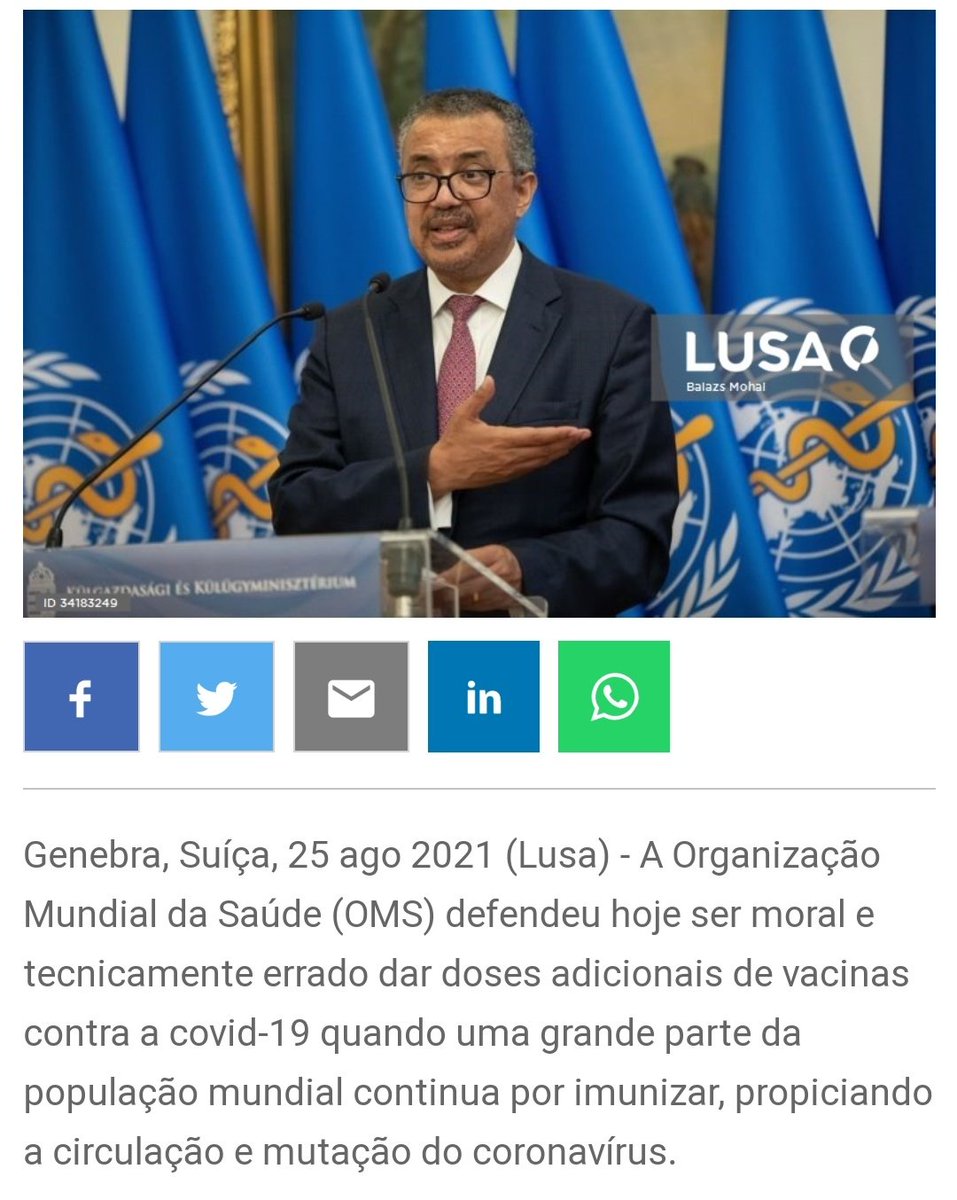 LUSA
Balazs Mohai
KÜLGAZDASÁGI ÉS KÜLÜGYMINISZTÉRIUM
ID 34183249
f
in
Genebra, Suíça, 25 ago 2021 (Lusa) - A Organização
Mundial da Saúde (OMS) defendeu hoje ser moral e
tecnicamente errado dar doses adicionais de vacinas
contra a covid-19 quando uma grande parte da
população mundial continua por imunizar, propiciando
a circulação e mutação do coronavírus.